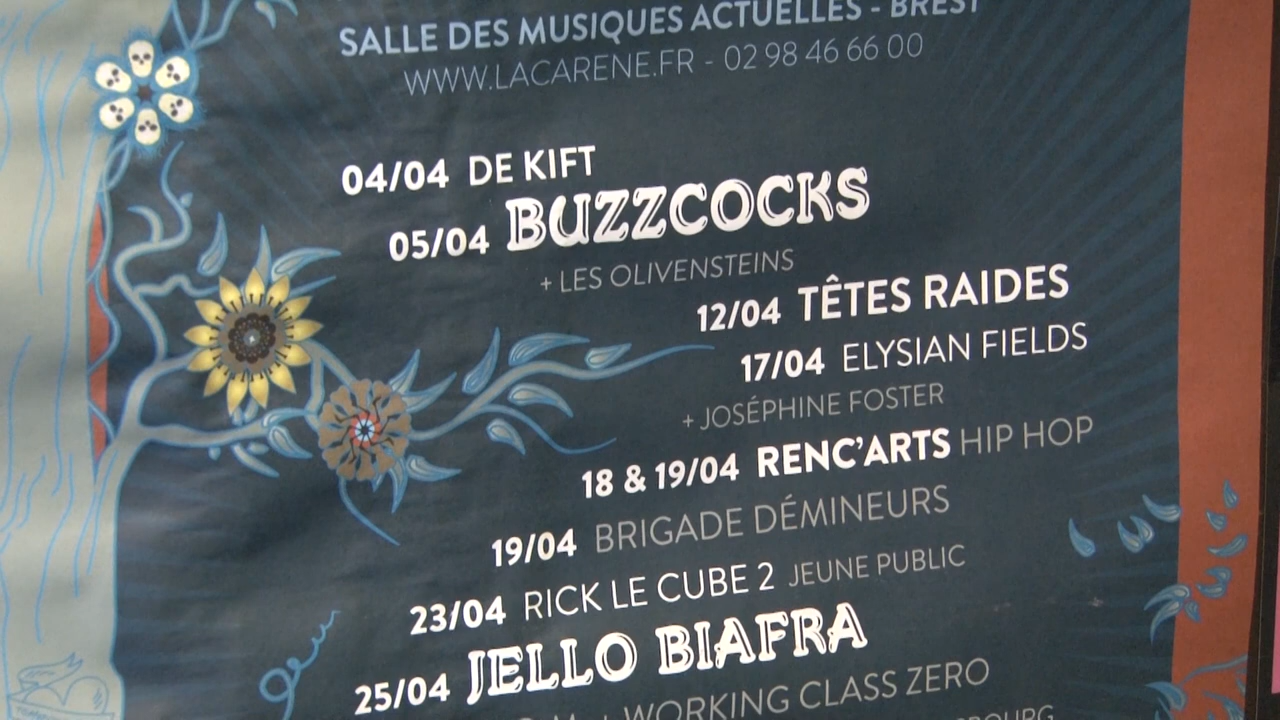 SALLE DES MUSIQUES ACTUELLES - BREST
WWW.LACARENE.FR - 02 98 46 66 00
04/04 DE KIFT
05/04 BUZZCOCKS
+ LES OLIVENSTEINS
12/04 TÊTES RAIDES
17/04 ELYSIAN FIELDS
+ JOSÉPHINE FOSTER
18 & 19/04 RENC'ARTS HIP HOP
19/04 BRIGADE DÉMINEURS
23/04 RICK LE CUBE 2 JEUNE PUBLIC
25/04 JELLO BIAFRA
+ WORKING CLASS ZERO